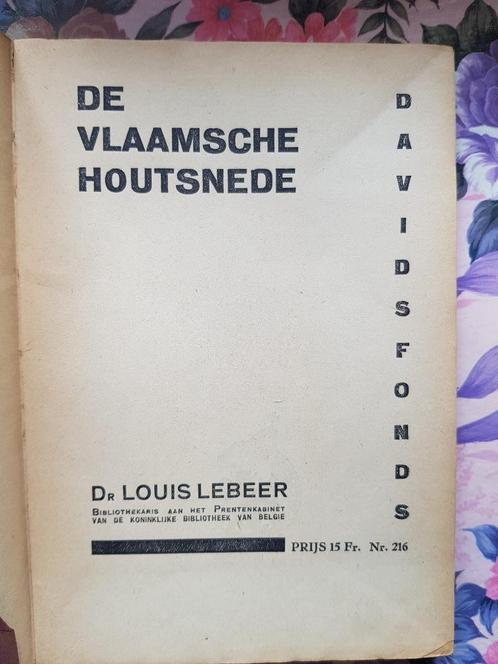 DE
VLAAMSCHE
HOUTSNEDE
DAVIDSFONDS
Dr LOUIS LEBEER
BIBLIOTHEKARIS AAN HET PRENTENKABINET
VAN DE KONINKLIJKE BIBLIOTHEEK VAN BELGIE
PRIJS 15 Fr. Nr. 216